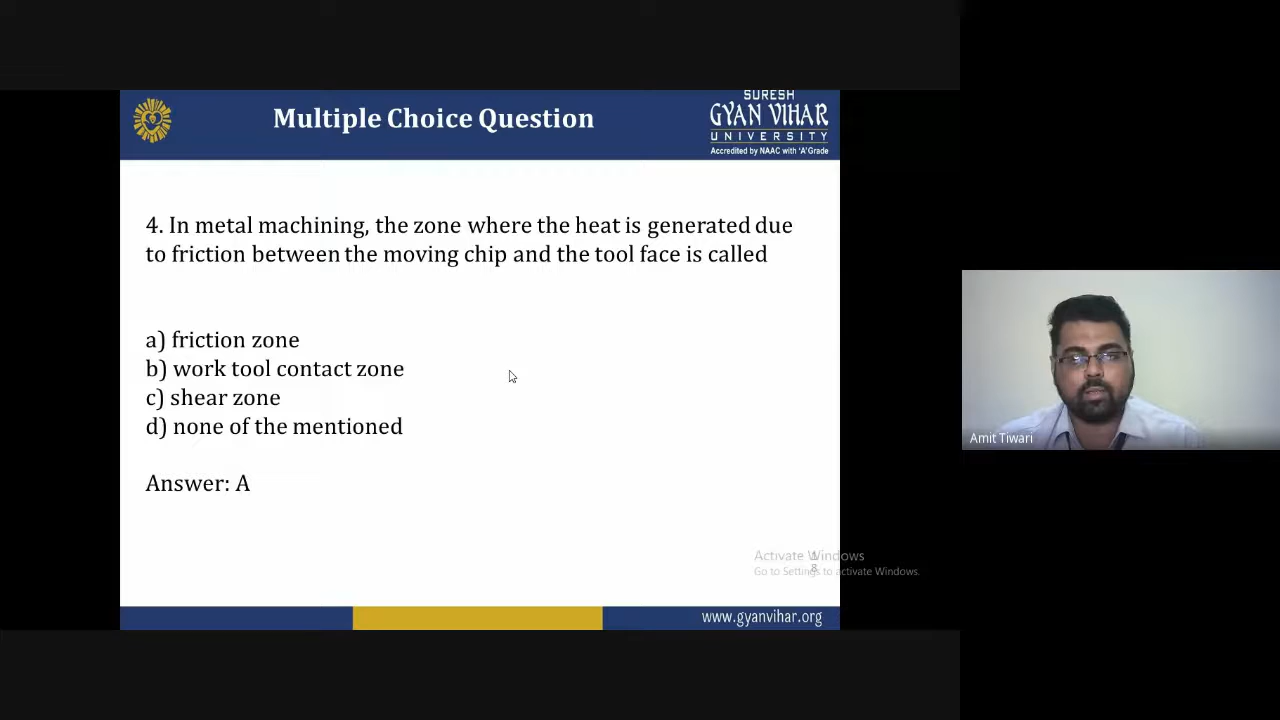 Multiple Choice Question
SURESH
GYAN VIHAR
UNIVERSITY
Accredited by NAAC with 'A' Grade
4. In metal machining, the zone where the heat is generated due
to friction between the moving chip and the tool face is called
a) friction zone
b) work tool contact zone
c) shear zone
d) none of the mentioned
Answer: A
Amit Tiwari
Activate Windows
Go to Settings to activate Windows.
www.gyanvihar.org